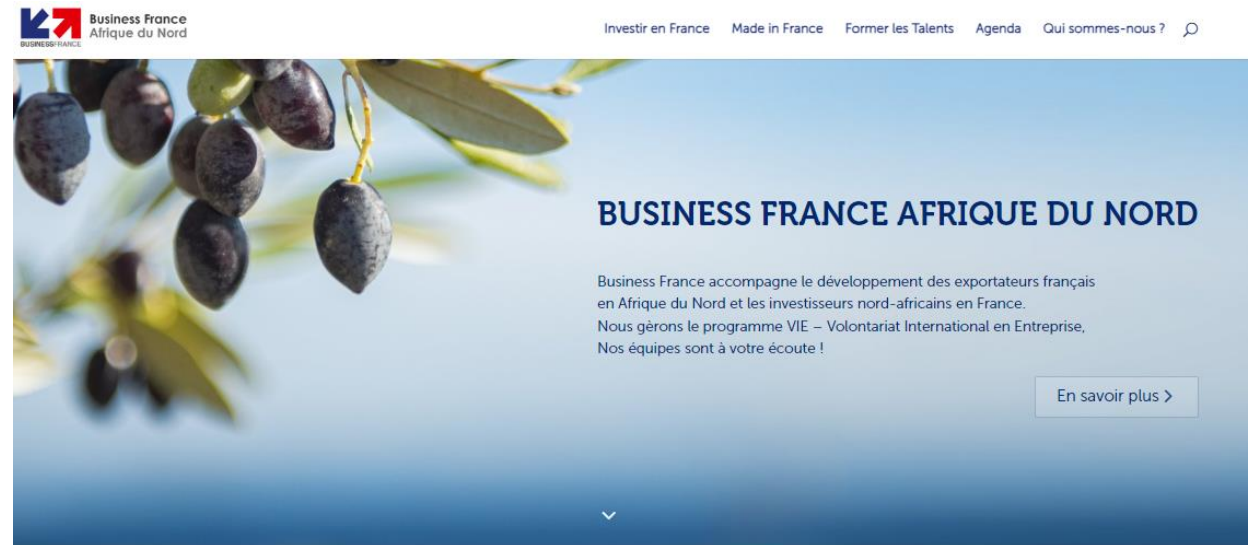 Business France
Afrique du Nord
BUSINESSFRANCE
Investir en France Made in France Former les Talents Agenda Qui sommes-nous ?
BUSINESS FRANCE AFRIQUE DU NORD
Business France accompagne le développement des exportateurs français
en Afrique du Nord et les investisseurs nord-africains en France.
Nous gèrons le programme VIE – Volontariat International en Entreprise,
Nos équipes sont à votre écoute !
En savoir plus >